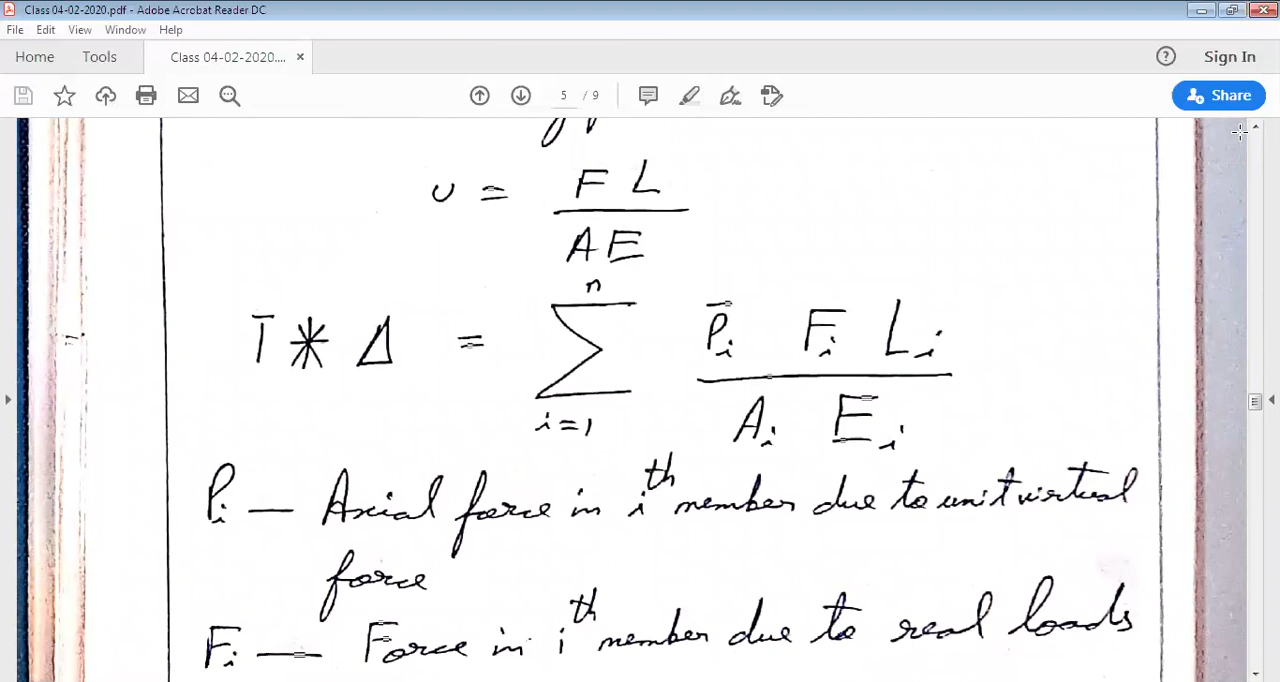 Class 04-02-2020.pdf - Adobe Acrobat Reader DC
File Edit View Window Help
Home Tools Class 04-02-2020.... × ? Sign In
5 / 9 Share
u = F L / A E
1̄ * Δ = n Σ i=1 P̄i Fi Li / Ai Ei
Pi — Axial force in ith member due to unit virtual
force
Fi — Force in ith member due to real loads